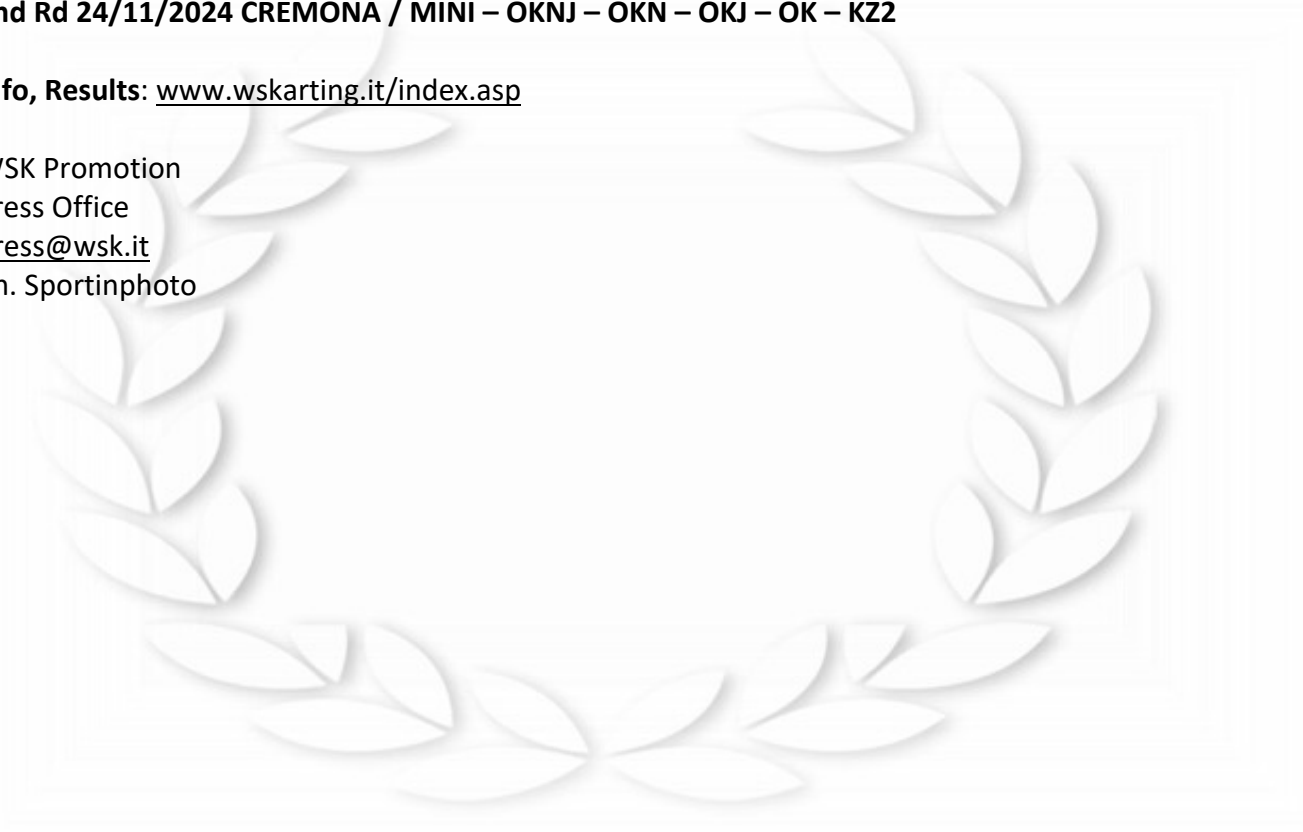 nd Rd 24/11/2024 CREMONA / MINI – OKNJ – OKN – OKJ – OK – KZ2
fo, Results: www.wskarting.it/index.asp
WSK Promotion
ress Office
ress@wsk.it
h. Sportinphoto